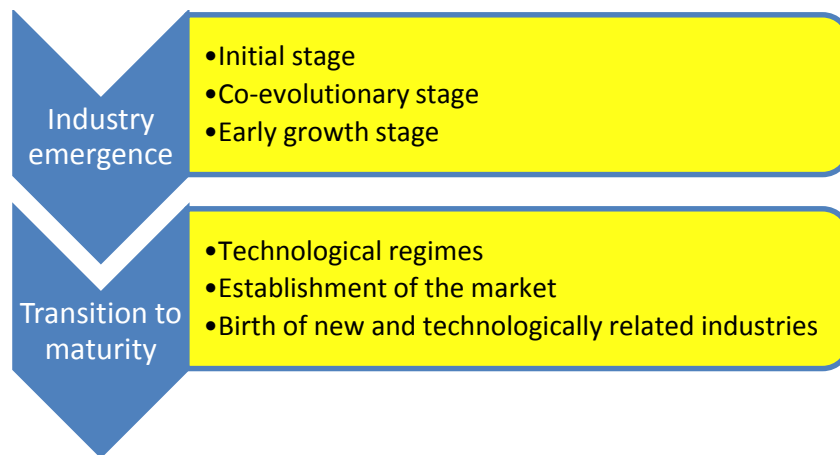 Industry
emergence
•Initial stage
•Co-evolutionary stage
•Early growth stage
Transition to
maturity
•Technological regimes
•Establishment of the market
•Birth of new and technologically related industries